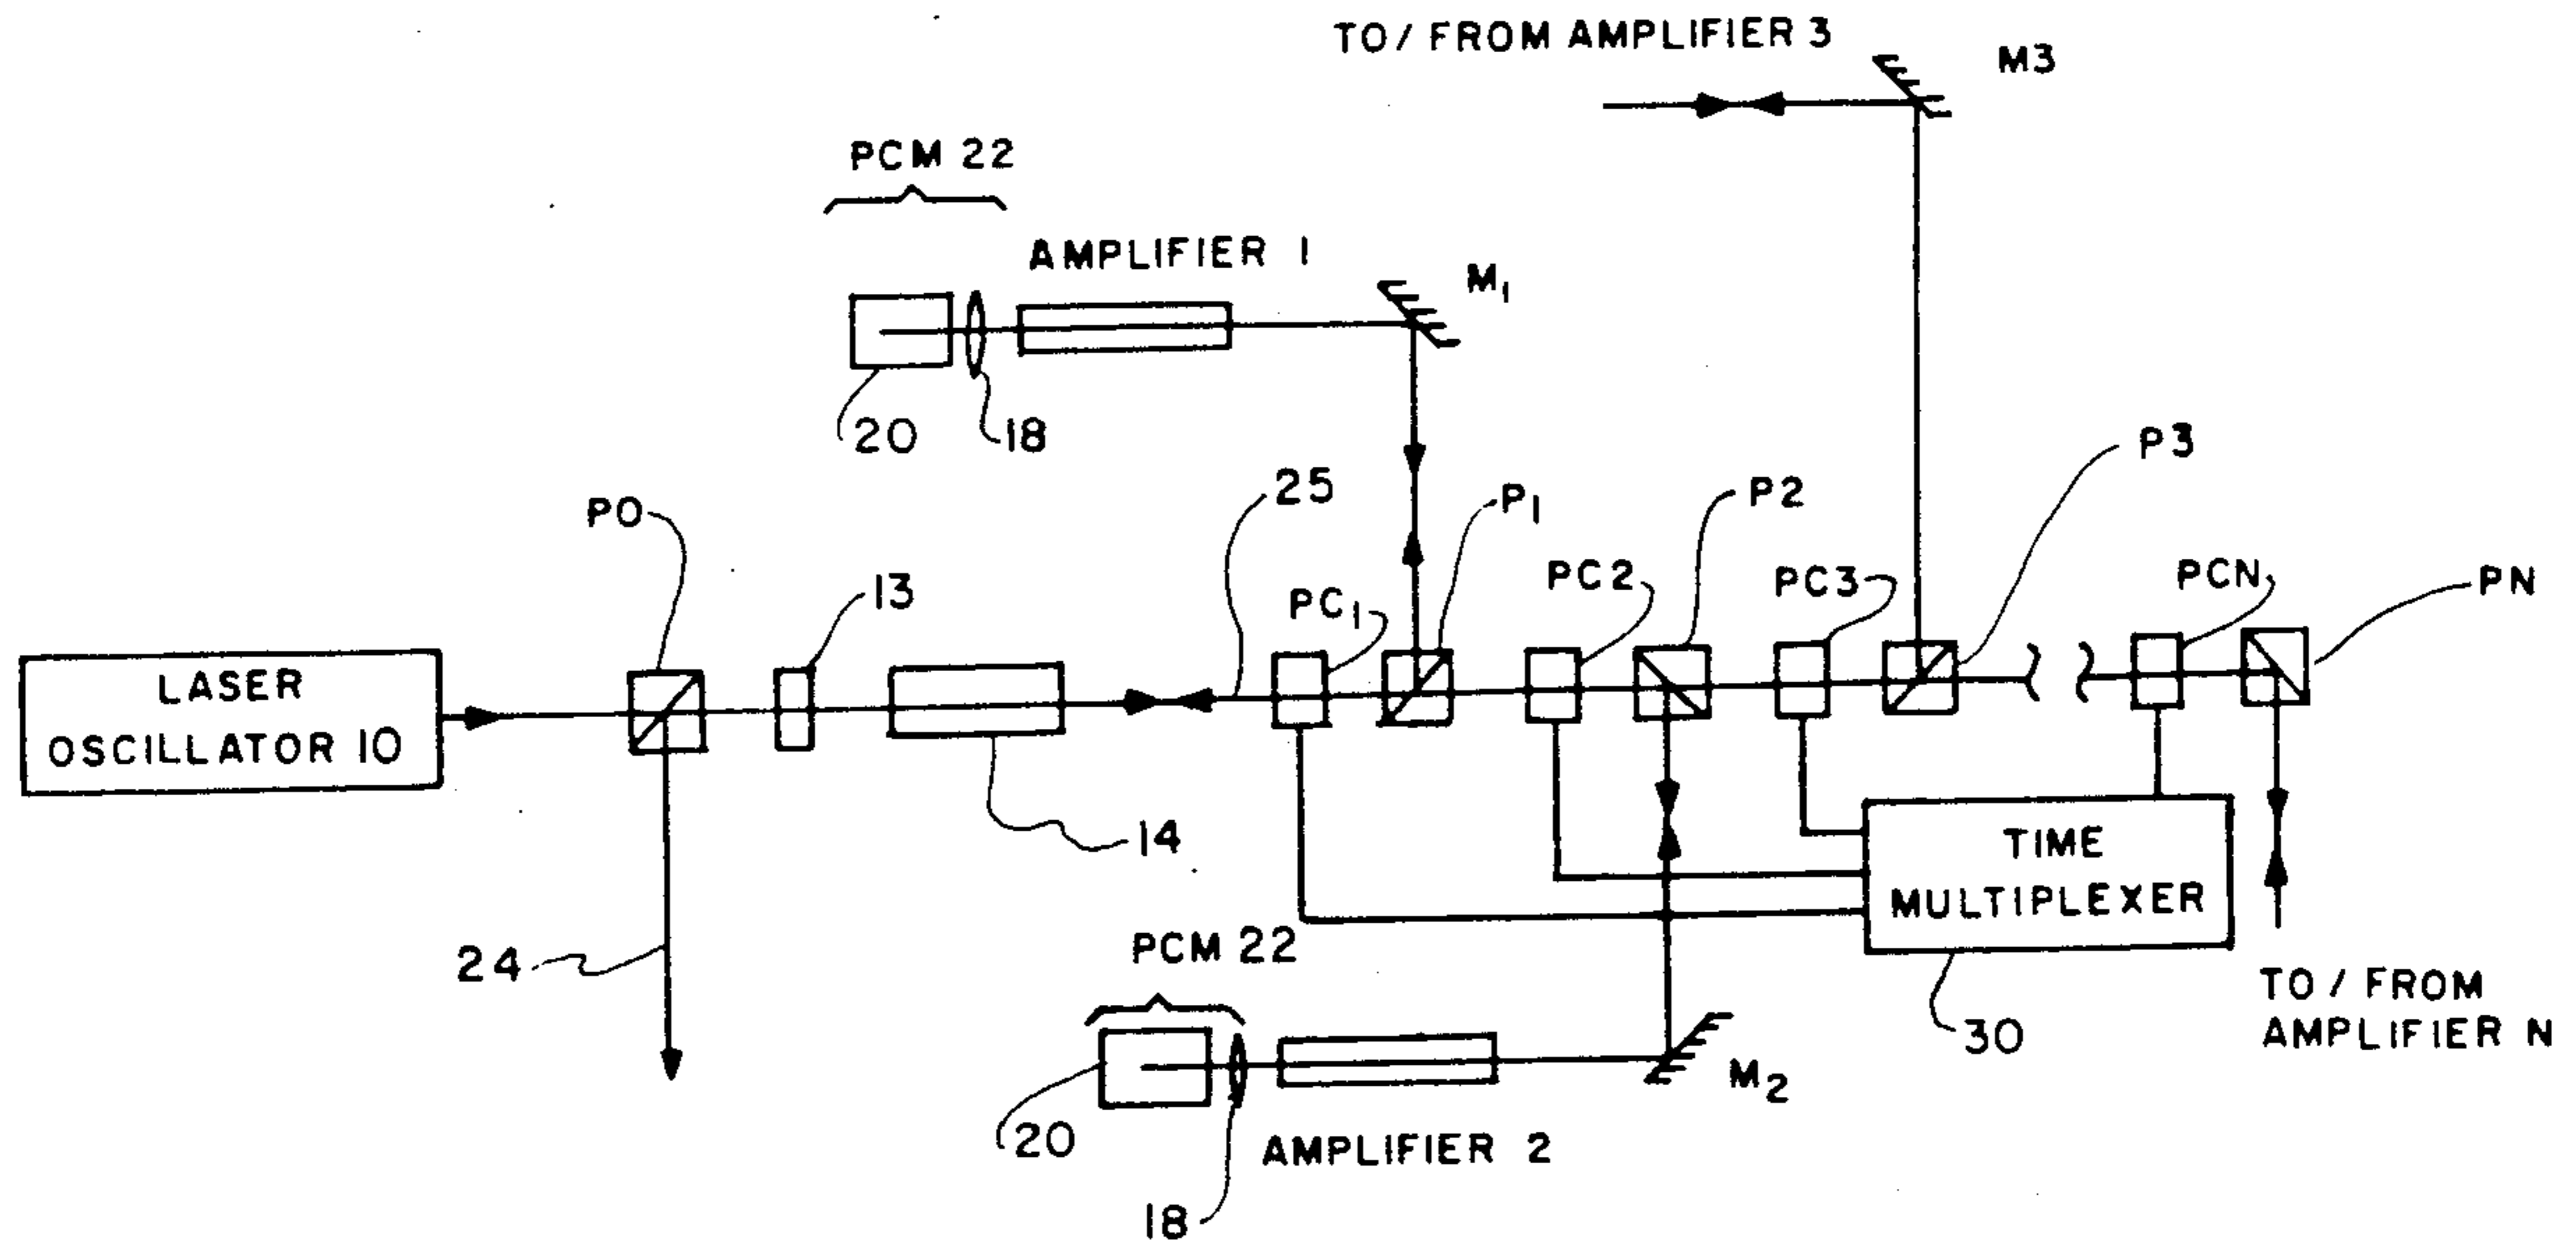 TO / FROM AMPLIFIER 3
M3
PCM 22
AMPLIFIER 1
M1
20
18
P3
25
P1
P2
PO
13
PC1
PC2
PC3
PCN
PN
LASER
OSCILLATOR 10
14
TIME
MULTIPLEXER
24
PCM 22
TO / FROM
AMPLIFIER N
30
M2
20
AMPLIFIER 2
18